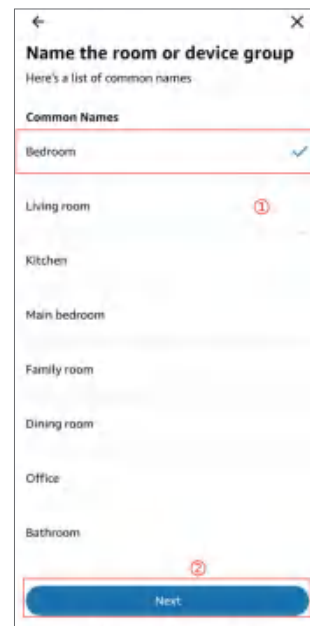 Name the room or device group
Here's a list of common names
Common Names
Bedroom
Living room
①
Kitchen
Main bedroom
Family room
Dining room
Office
Bathroom
②
Next